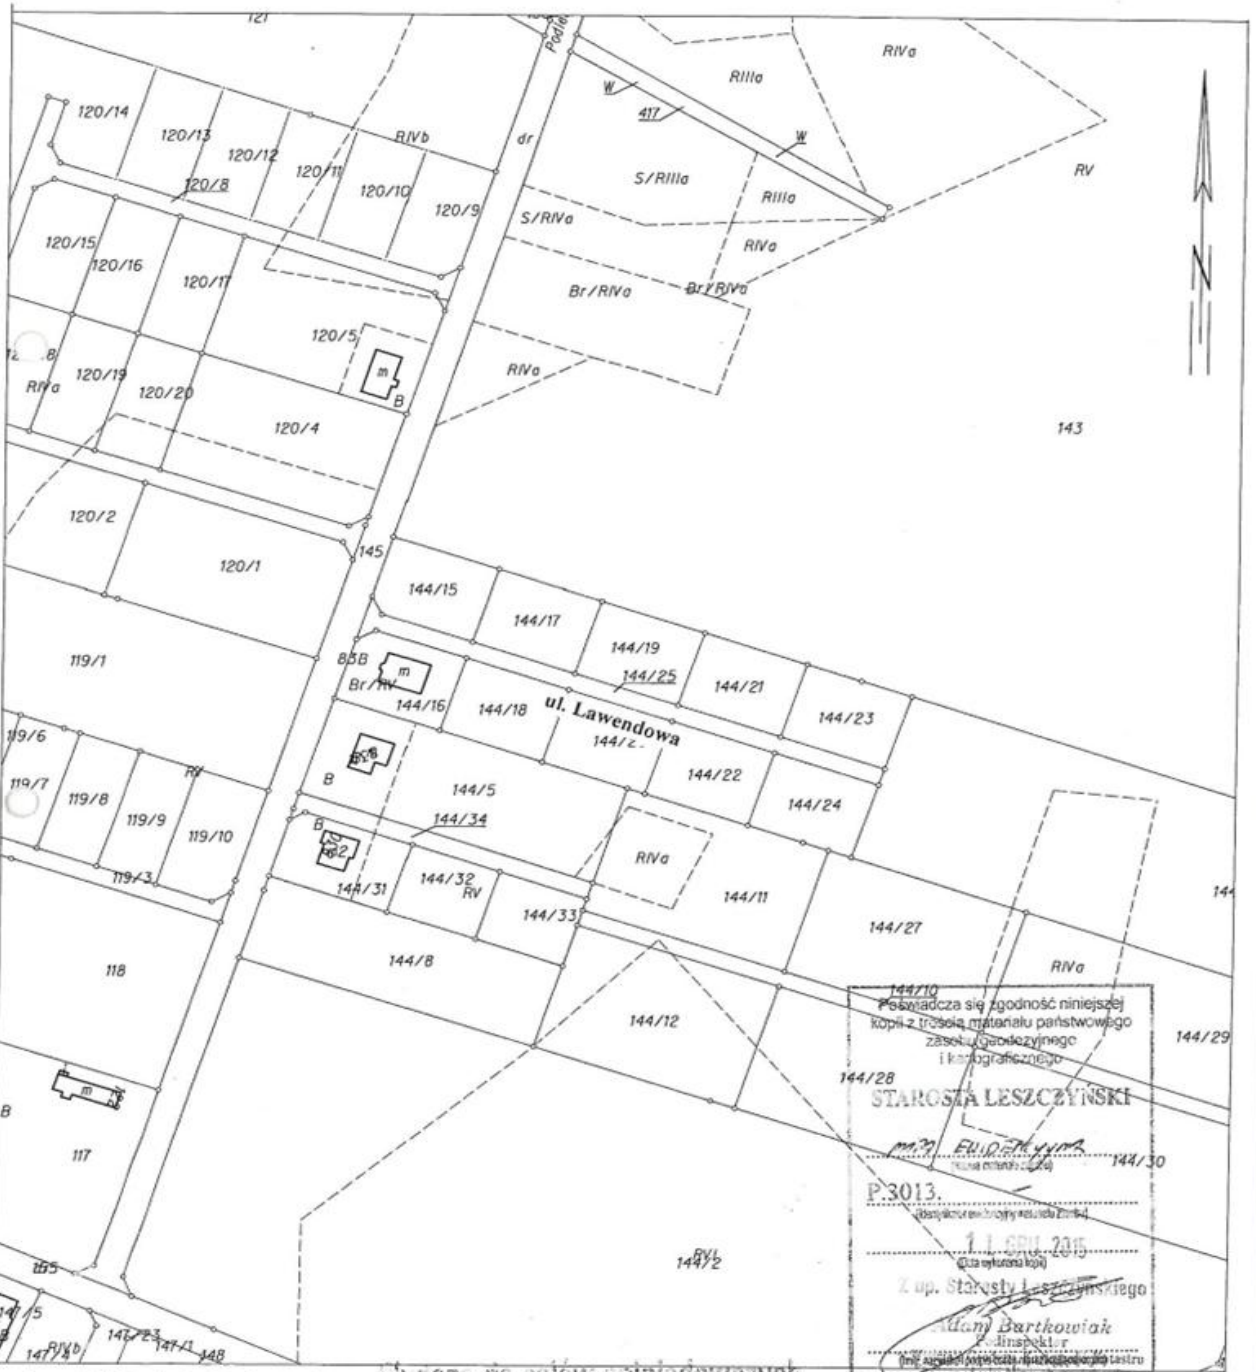 121
Podle
RIVa
RIIIa
W
417
120/14
120/13
RIVb
dr
W
120/12
120/11
RV
120/8
120/10
S/RIIIa
RIIIa
120/9
S/RIVa
N
120/15
120/16
RIVa
120/17
Br/RIVa
Br/RIVa
120/5
RIVa
120/19
m
RIVa
120/20
B
120/4
143
120/2
145
120/1
144/15
144/17
144/19
119/1
83B
m
144/25
Br/RV
144/21
144/16
144/18
ul. Lawendowa
144/23
119/6
144/2
RV
B
144/22
119/7
119/8
144/5
144/24
119/9
144/34
B
119/10
RIVa
119/3
144/31
144/32
RV
144/11
144/33
144/27
144/8
118
RIVa
144/10
144/12
144/29
Poświadcza się zgodność niniejszej
kopii z treścią materiału państwowego
zasobu geodezyjnego
i kartograficznego
144/28
STAROSTA LESZCZYŃSKI
m
B
117
144/30
P.3013.
11 GRU. 2015
RVI
144/2
Z up. Starosty Leszczyńskiego
Adam Bartkowiak
Podinspektor
147/5
147/23
147/1
148
RIVb
147/4